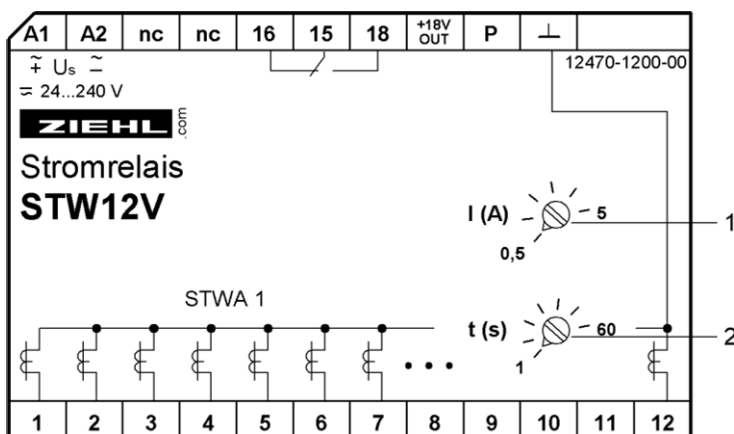 A1 A2 nc nc 16 15 18 +18V OUT P ⊥
+ Us − 12470-1200-00
≂ 24...240 V
ZIEHL.com
Stromrelais
STW12V
I (A) 5 1
0,5
STWA 1
t (s) 60 2
1
1 2 3 4 5 6 7 8 9 10 11 12